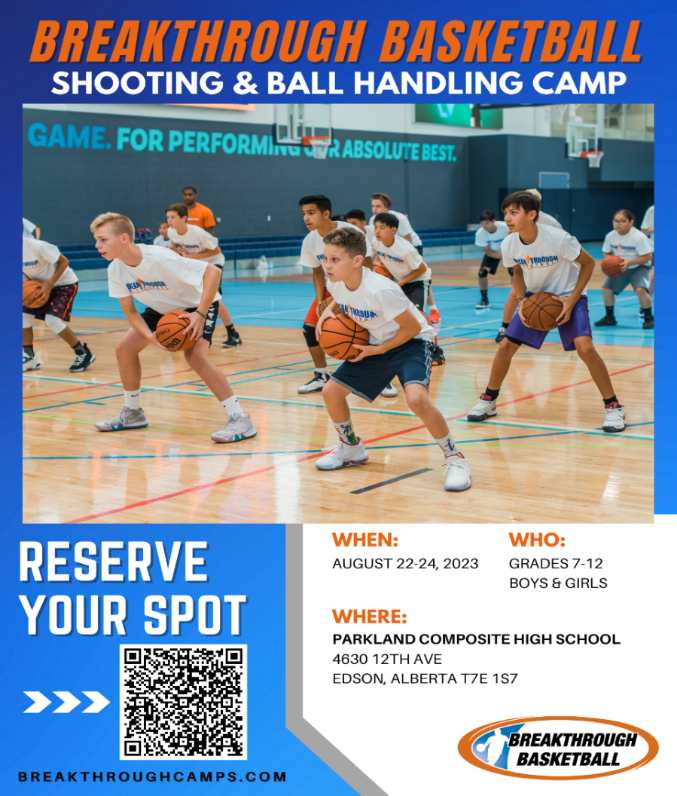 BREAKTHROUGH BASKETBALL
SHOOTING & BALL HANDLING CAMP
GAME. FOR PERFORMING OUR ABSOLUTE BEST.
BREAKTHROUGH
RESERVE
YOUR SPOT
BREAKTHROUGHCAMPS.COM
WHEN:
AUGUST 22-24, 2023
WHO:
GRADES 7-12
BOYS & GIRLS
WHERE:
PARKLAND COMPOSITE HIGH SCHOOL
4630 12TH AVE
EDSON, ALBERTA T7E 1S7
BREAKTHROUGH
BASKETBALL